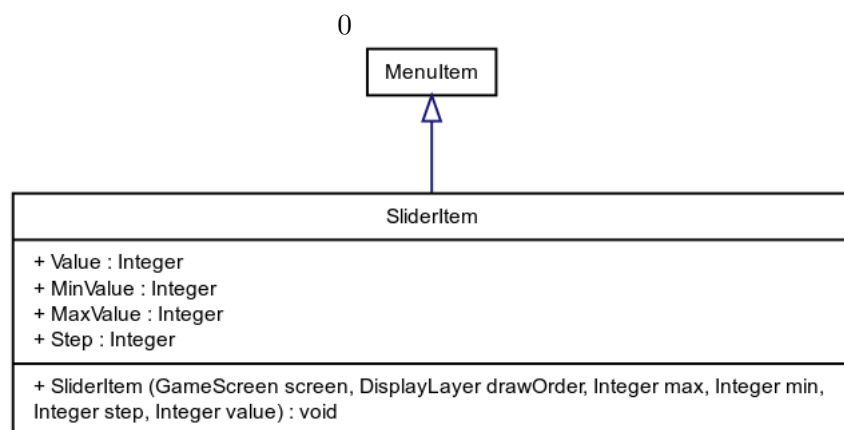 0
MenuItem
SliderItem
+ Value : Integer
+ MinValue : Integer
+ MaxValue : Integer
+ Step : Integer
+ SliderItem (GameScreen screen, DisplayLayer drawOrder, Integer max, Integer min,
Integer step, Integer value) : void